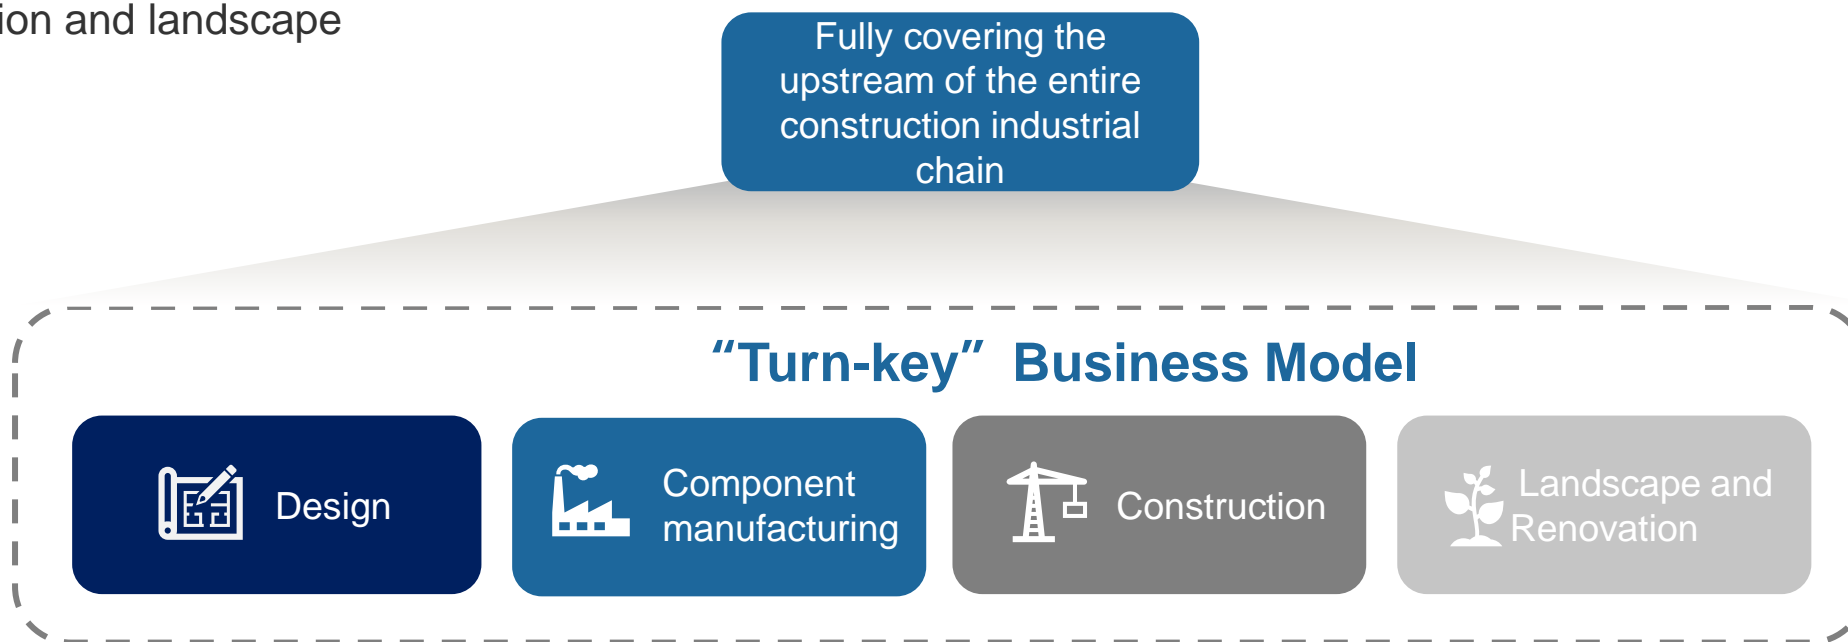 ion and landscape
Fully covering the
upstream of the entire
construction industrial
chain
“Turn-key” Business Model
Design
Component
manufacturing
Construction
Landscape and
Renovation